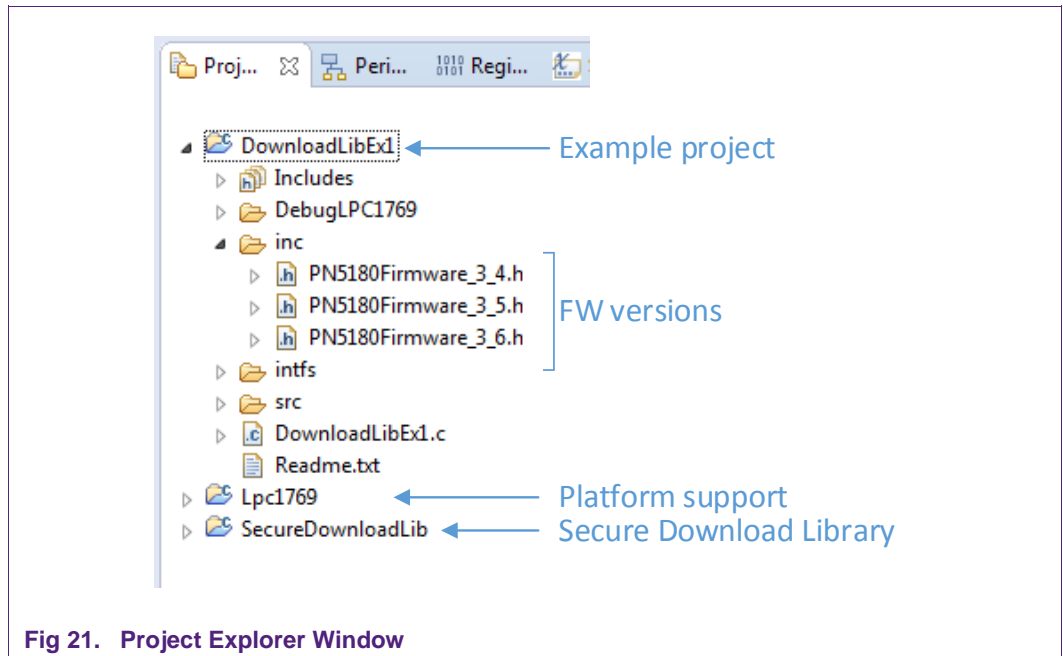 Proj... Peri... 1010 0101 Regi...
DownloadLibEx1 Example project
Includes
DebugLPC1769
inc
.h PN5180Firmware_3_4.h
.h PN5180Firmware_3_5.h FW versions
.h PN5180Firmware_3_6.h
intfs
src
.c DownloadLibEx1.c
Readme.txt
Lpc1769 Platform support
SecureDownloadLib Secure Download Library
Fig 21. Project Explorer Window